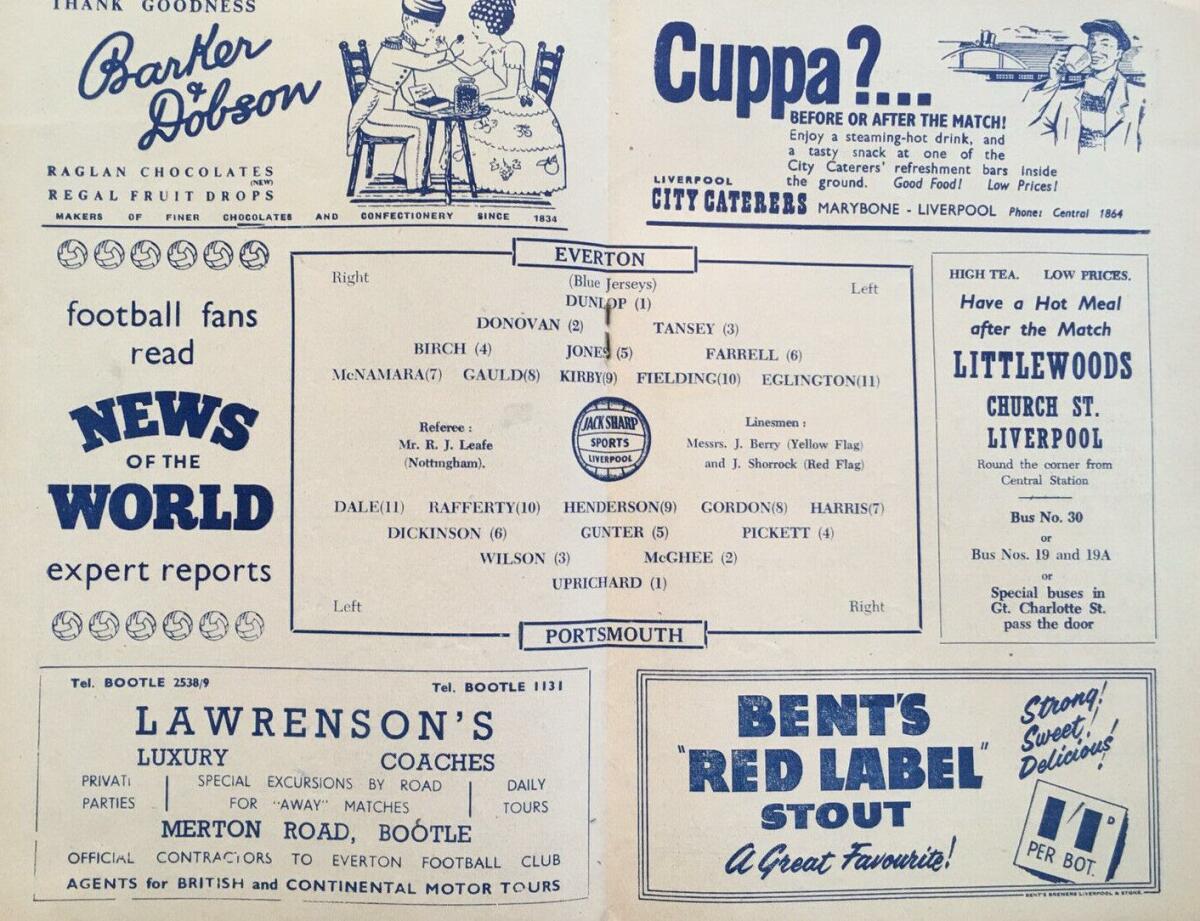 THANK GOODNESS
Barker
&
Dobson
RAGLAN CHOCOLATES
(NEW)
REGAL FRUIT DROPS
MAKERS OF FINER CHOCOLATES AND CONFECTIONERY SINCE 1834
Cuppa?...
BEFORE OR AFTER THE MATCH!
Enjoy a steaming-hot drink, and
a tasty snack at one of the
City Caterers' refreshment bars inside
the ground. Good Food! Low Prices!
LIVERPOOL
CITY CATERERS MARYBONE - LIVERPOOL Phone: Central 1864
football fans
read
NEWS
OF THE
WORLD
expert reports
EVERTON
(Blue Jerseys)
Right
Left
DUNLOP (1)
DONOVAN (2) TANSEY (3)
BIRCH (4) JONES (5) FARRELL (6)
McNAMARA(7) GAULD(8) KIRBY(9) FIELDING(10) EGLINGTON(11)
Referee :
Mr. R. J. Leafe
(Nottingham).
JACK SHARP
SPORTS
LIVERPOOL
Linesmen :
Messrs. J. Berry (Yellow Flag)
and J. Shorrock (Red Flag)
DALE(11) RAFFERTY(10) HENDERSON(9) GORDON(8) HARRIS(7)
DICKINSON (6) GUNTER (5) PICKETT (4)
WILSON (3) McGHEE (2)
UPRICHARD (1)
Left
Right
PORTSMOUTH
HIGH TEA. LOW PRICES.
Have a Hot Meal
after the Match
LITTLEWOODS
CHURCH ST.
LIVERPOOL
Round the corner from
Central Station
Bus No. 30
or
Bus Nos. 19 and 19A
or
Special buses in
Gt. Charlotte St.
pass the door
Tel. BOOTLE 2538/9 Tel. BOOTLE 1131
LAWRENSON'S
LUXURY COACHES
PRIVATE SPECIAL EXCURSIONS BY ROAD DAILY
PARTIES FOR "AWAY" MATCHES TOURS
MERTON ROAD, BOOTLE
OFFICIAL CONTRACTORS TO EVERTON FOOTBALL CLUB
AGENTS for BRITISH and CONTINENTAL MOTOR TOURS
BENT'S
"RED LABEL"
STOUT
A Great Favourite!
Strong!
Sweet!
Delicious!
1/1D
PER BOT.
BENT'S BREWERY LIVERPOOL & STONE.